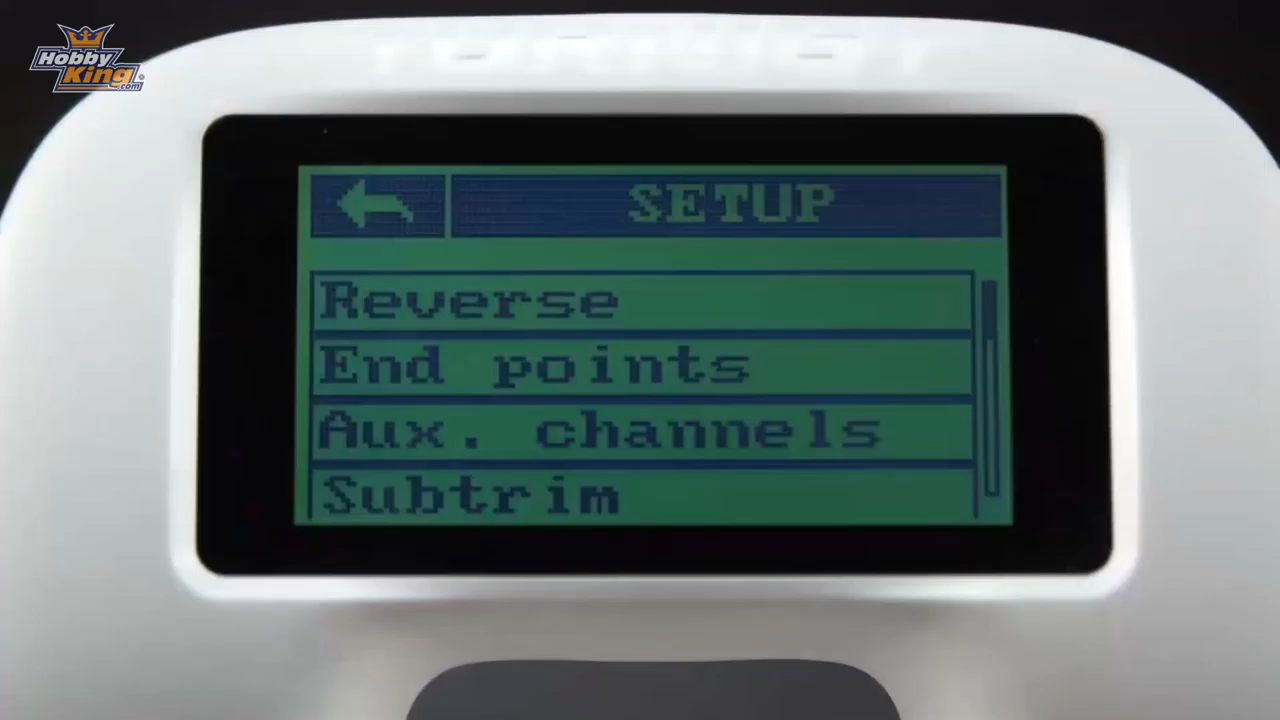 Hobby
King
.com
SETUP
Reverse
End points
Aux. channels
Subtrim